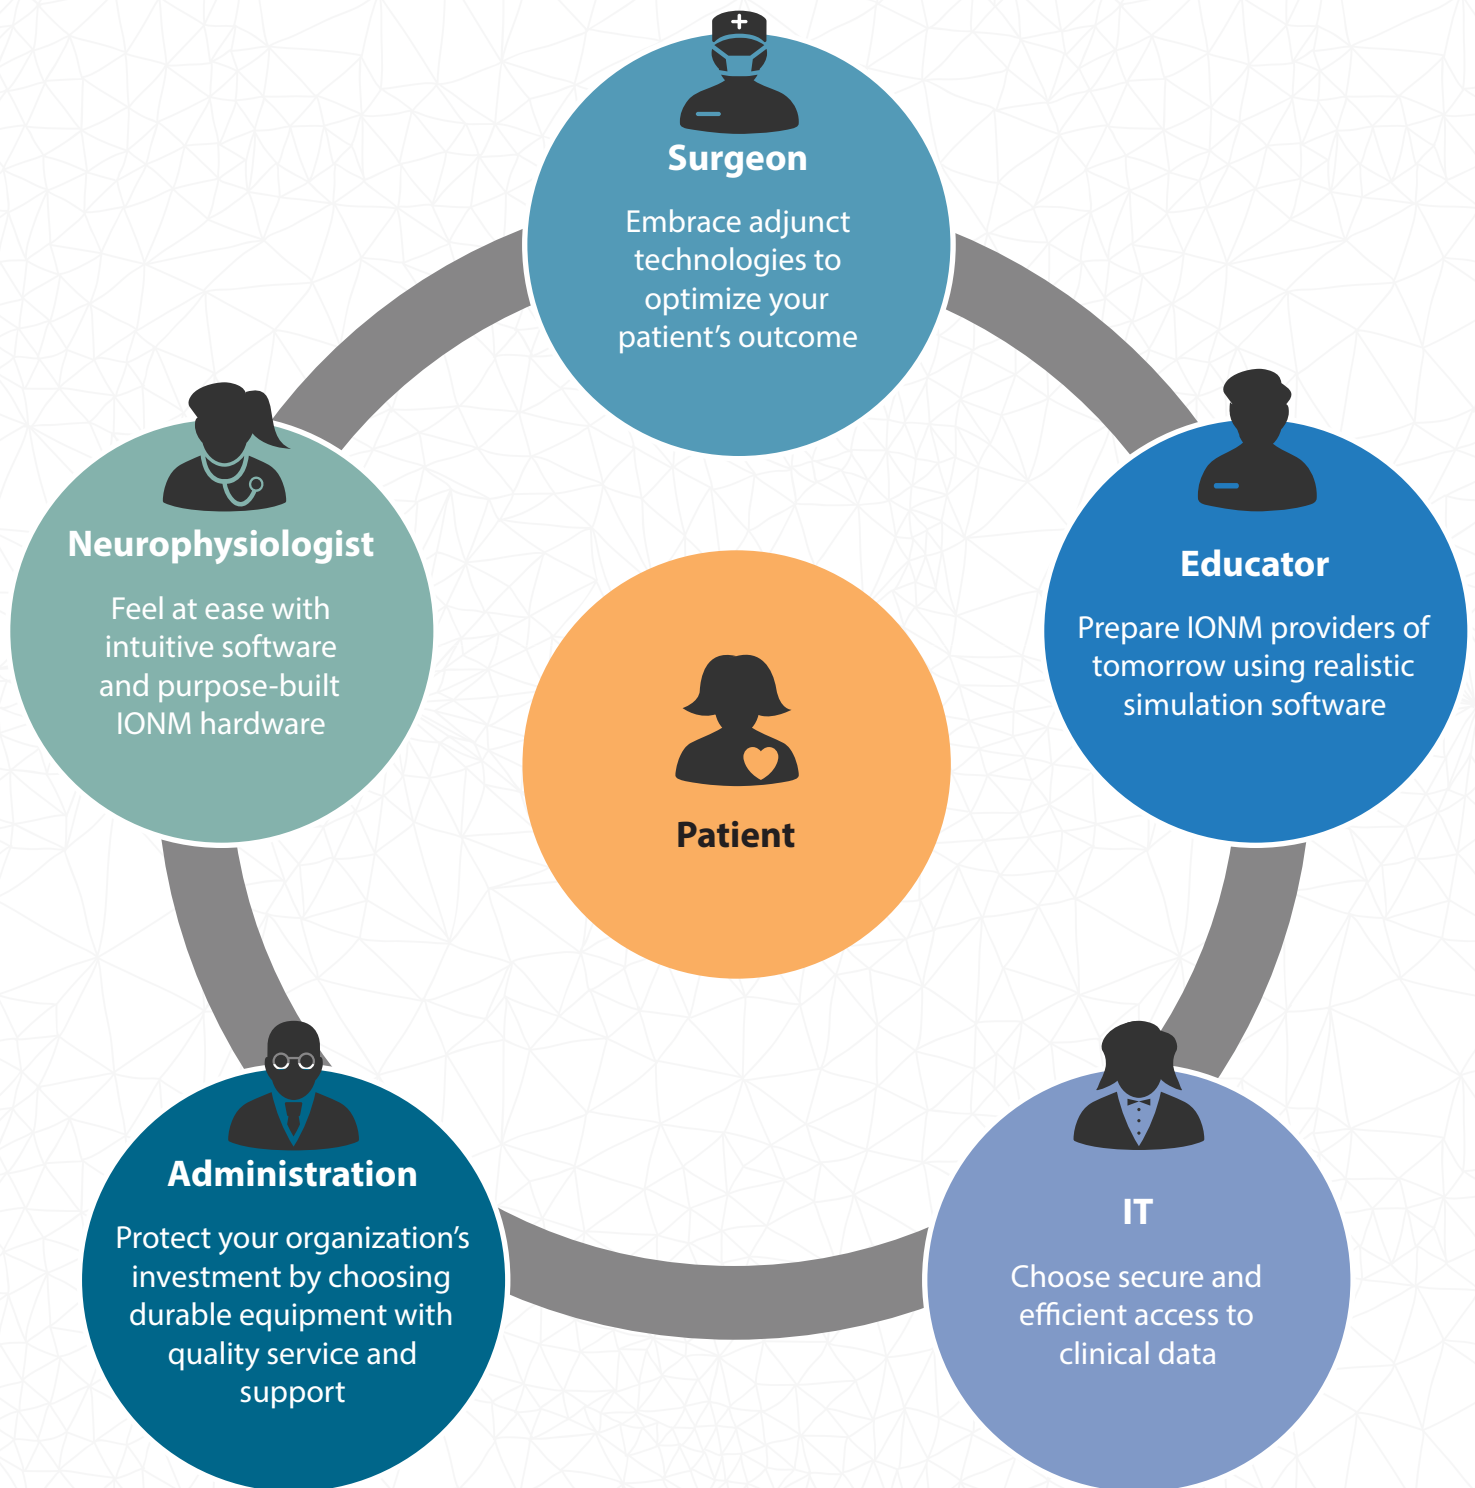 Surgeon
Embrace adjunct
technologies to
optimize your
patient’s outcome
Neurophysiologist
Feel at ease with
intuitive software
and purpose-built
IONM hardware
Educator
Prepare IONM providers of
tomorrow using realistic
simulation software
Patient
Administration
Protect your organization’s
investment by choosing
durable equipment with
quality service and
support
IT
Choose secure and
efficient access to
clinical data